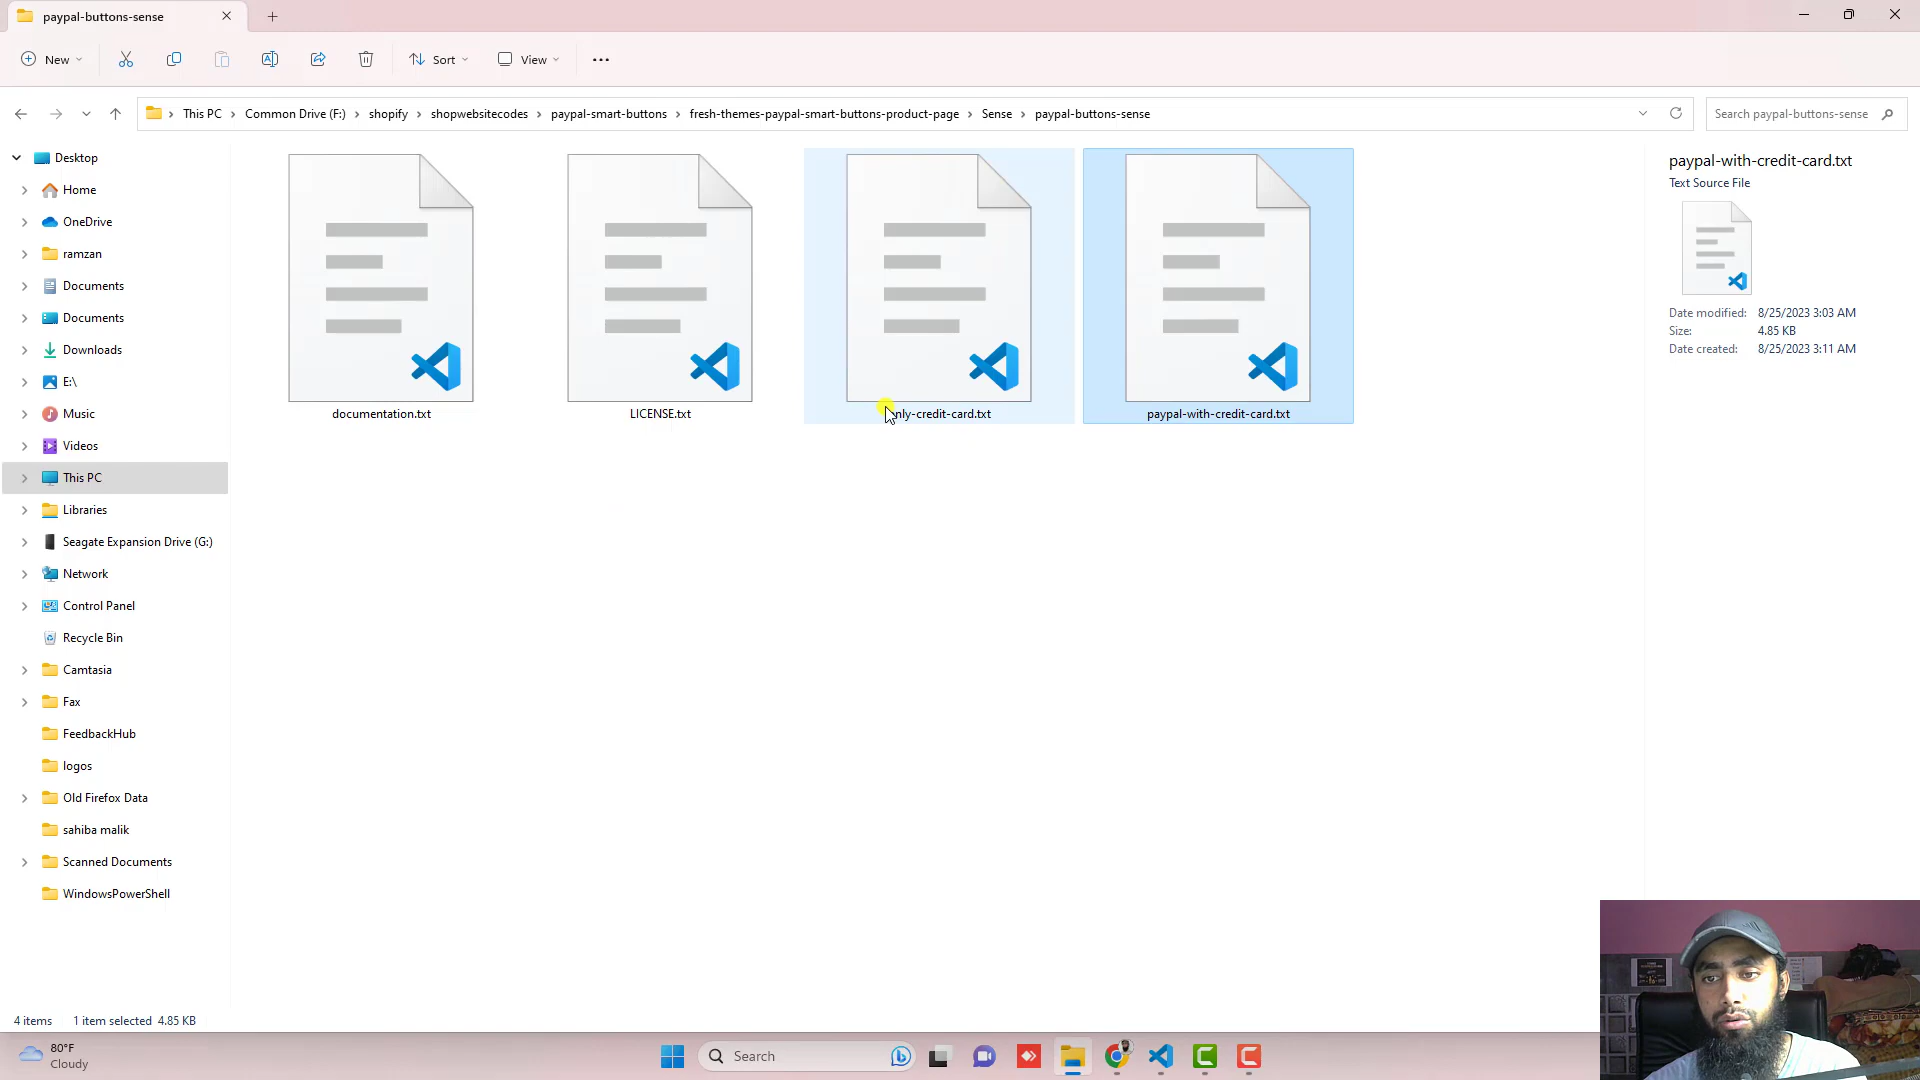 paypal-buttons-sense
New
Sort
View
This PC
Common Drive (F:)
shopify
shopwebsitecodes
paypal-smart-buttons
fresh-themes-paypal-smart-buttons-product-page
Sense
paypal-buttons-sense
Search paypal-buttons-sense
Desktop
Home
OneDrive
ramzan
Documents
Documents
Downloads
E:\
Music
Videos
This PC
Libraries
Seagate Expansion Drive (G:)
Network
Control Panel
Recycle Bin
Camtasia
Fax
FeedbackHub
logos
Old Firefox Data
sahiba malik
Scanned Documents
WindowsPowerShell
documentation.txt
LICENSE.txt
nly-credit-card.txt
paypal-with-credit-card.txt
paypal-with-credit-card.txt
Text Source File
Date modified: 8/25/2023 3:03 AM
Size: 4.85 KB
Date created: 8/25/2023 3:11 AM
4 items 1 item selected 4.85 KB
80°F
Cloudy
Search